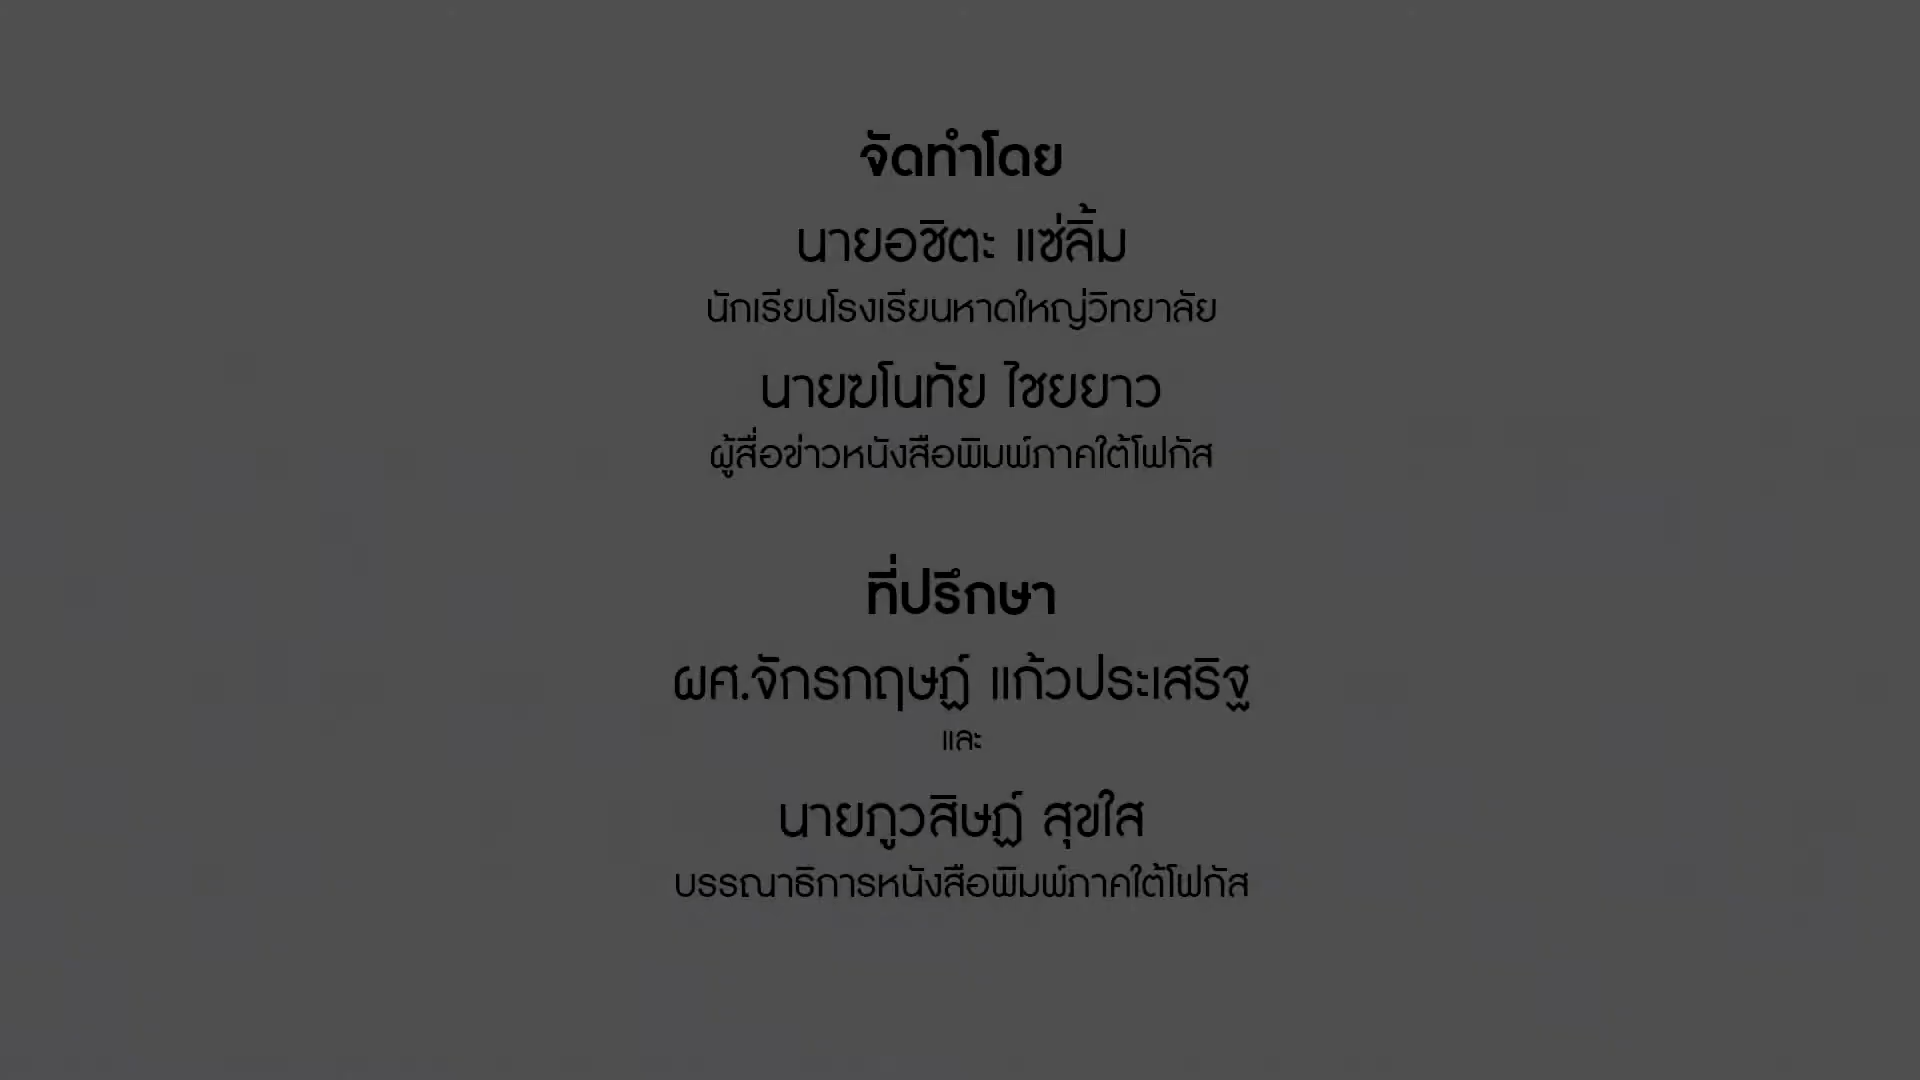 จัดทำโดย
นายอชิตะ แซ่ลิ้ม
นักเรียนโรงเรียนหาดใหญ่วิทยาลัย
นายฆโนทัย ไชยยาว
ผู้สื่อข่าวหนังสือพิมพ์ภาคใต้โฟกัส
ที่ปรึกษา
ผศ.จักรกฤษฏ์ แก้วประเสริฐ
และ
นายภูวสิษฏ์ สุขใส
บรรณาธิการหนังสือพิมพ์ภาคใต้โฟกัส